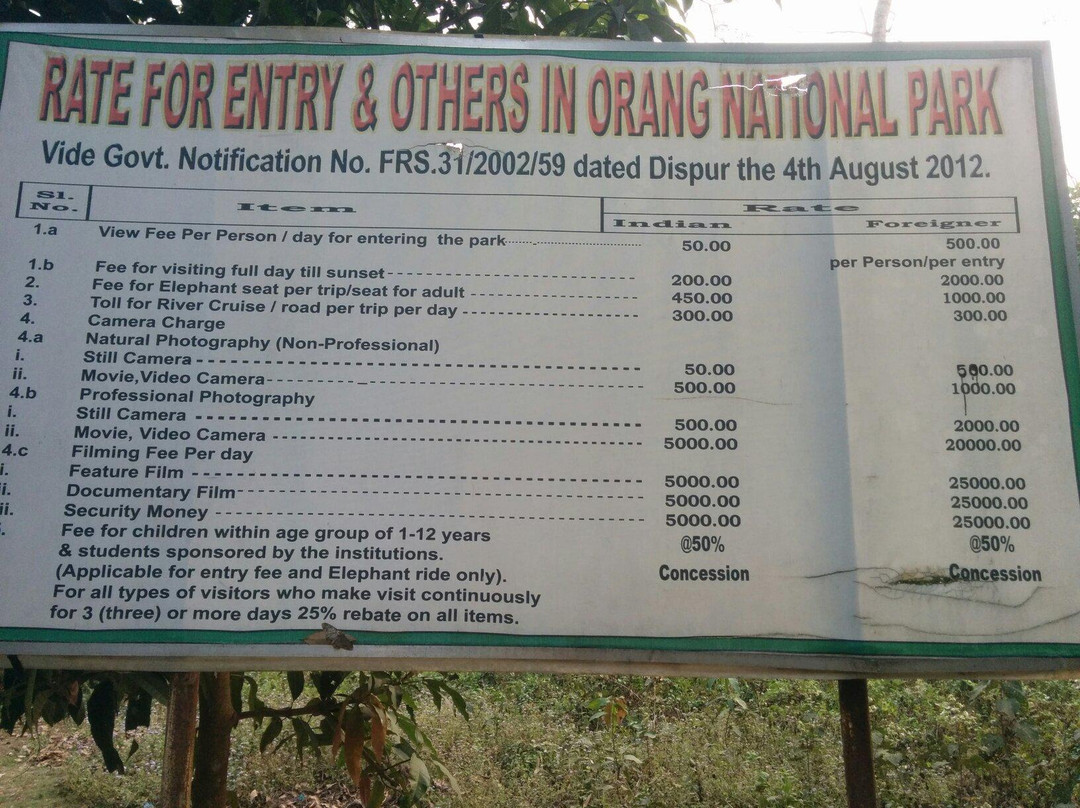 RATE FOR ENTRY & OTHERS IN ORANG NATIONAL PARK
Vide Govt. Notification No. FRS.31/2002/59 dated Dispur the 4th August 2012.
Sl. No. Item Rate
Indian Foreigner
1.a View Fee Per Person / day for entering the park 50.00 500.00
per Person/per entry
1.b Fee for visiting full day till sunset 200.00 2000.00
2. Fee for Elephant seat per trip/seat for adult 450.00 1000.00
3. Toll for River Cruise / road per trip per day 300.00 300.00
4. Camera Charge
4.a Natural Photography (Non-Professional)
i. Still Camera 50.00 500.00
ii. Movie,Video Camera 500.00 1000.00
4.b Professional Photography
i. Still Camera 500.00 2000.00
ii. Movie, Video Camera 5000.00 20000.00
4.c Filming Fee Per day
i. Feature Film 5000.00 25000.00
ii. Documentary Film 5000.00 25000.00
Security Money 5000.00 25000.00
Fee for children within age group of 1-12 years @50% @50%
& students sponsored by the institutions.
(Applicable for entry fee and Elephant ride only). Concession Concession
For all types of visitors who make visit continuously
for 3 (three) or more days 25% rebate on all items.